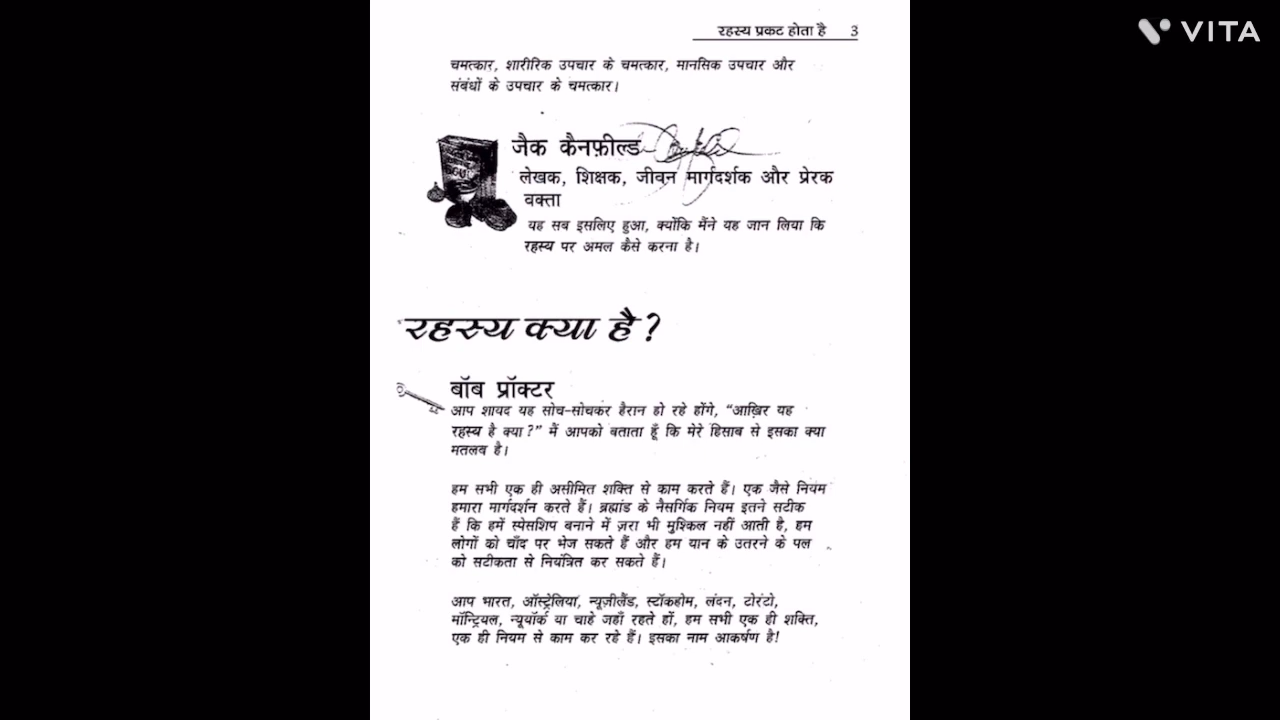 VITA
रहस्य प्रकट होता है 3
चमत्कार, शारीरिक उपचार के चमत्कार, मानसिक उपचार और
संबंधों के उपचार के चमत्कार।
जैक कैनफ़ील्ड
लेखक, शिक्षक, जीवन मार्गदर्शक और प्रेरक
वक्ता
यह सब इसलिए हुआ, क्योंकि मैंने यह जान लिया कि
रहस्य पर अमल कैसे करना है।
रहस्य क्या है?
बॉब प्रॉक्टर
आप शायद यह सोच-सोचकर हैरान हो रहे होंगे, “आख़िर यह
रहस्य है क्या?” मैं आपको बताता हूँ कि मेरे हिसाब से इसका क्या
मतलब है।
हम सभी एक ही असीमित शक्ति से काम करते हैं। एक जैसे नियम
हमारा मार्गदर्शन करते हैं। ब्रह्मांड के नैसर्गिक नियम इतने सटीक
हैं कि हमें स्पेसशिप बनाने में ज़रा भी मुश्किल नहीं आती है, हम
लोगों को चाँद पर भेज सकते हैं और हम यान के उतरने के पल
को सटीकता से नियंत्रित कर सकते हैं।
आप भारत, ऑस्ट्रेलिया, न्यूज़ीलैंड, स्टॉकहोम, लंदन, टोरंटो,
मॉन्ट्रियल, न्यूयॉर्क या चाहे जहाँ रहते हों, हम सभी एक ही शक्ति,
एक ही नियम से काम कर रहे हैं। इसका नाम आकर्षण है!